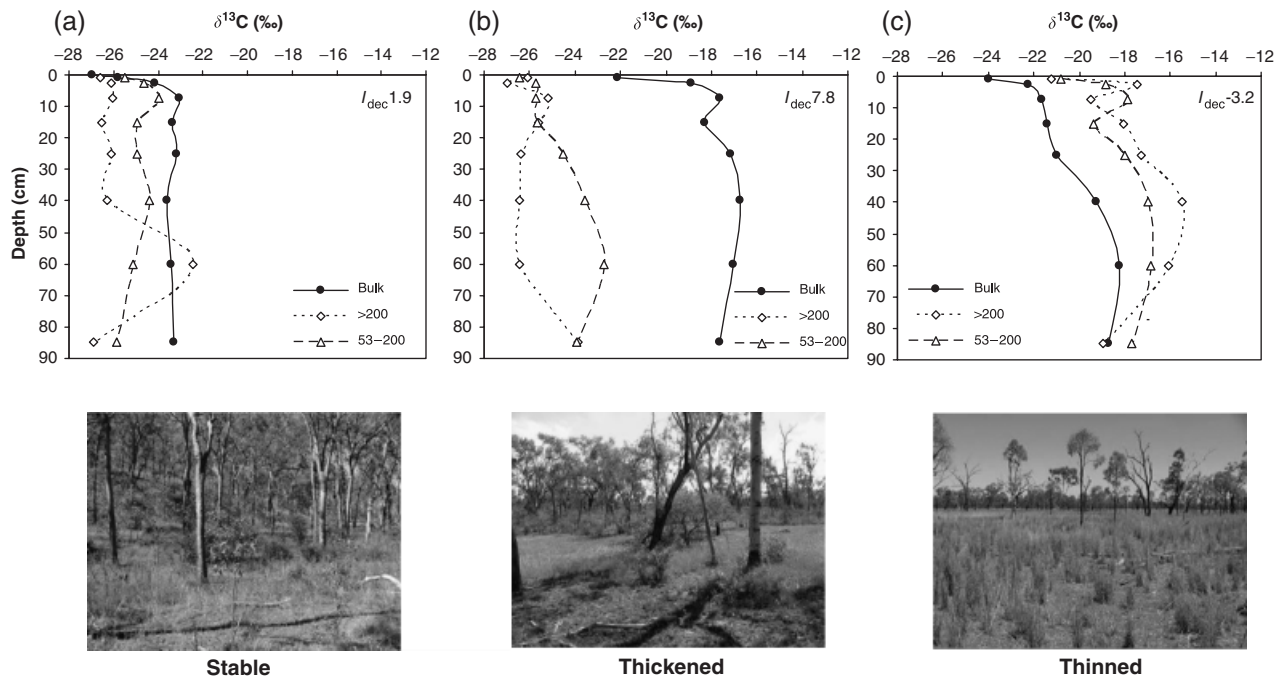 (a)
δ13C (‰)
−28 −26 −24 −22 −20 −18 −16 −14 −12
0
10
20
30
40
50
60
70
80
90
Depth (cm)
Idec1.9
Bulk
>200
53–200
Stable
(b)
δ13C (‰)
−28 −26 −24 −22 −20 −18 −16 −14 −12
0
10
20
30
40
50
60
70
80
90
Idec7.8
Bulk
>200
53–200
Thickened
(c)
δ13C (‰)
−28 −26 −24 −22 −20 −18 −16 −14 −12
0
10
20
30
40
50
60
70
80
90
Idec-3.2
Bulk
>200
53–200
Thinned